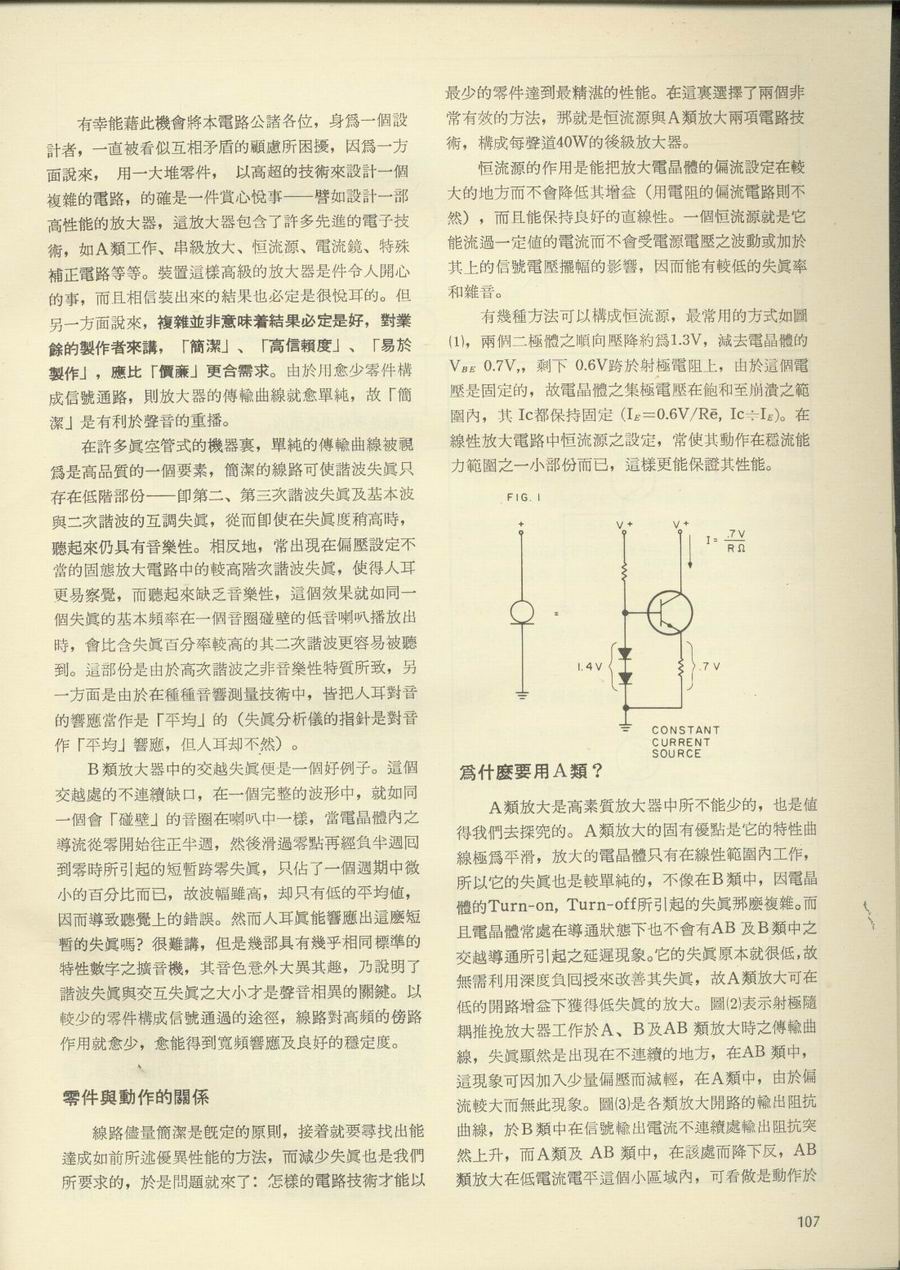 有幸能藉此機會將本電路公諸各位，身爲一個設
計者，一直被看似互相矛盾的顧慮所困擾，因爲一方
面說來， 用一大堆零件， 以高超的技術來設計一個
複雜的電路，的確是一件賞心悅事——譬如設計一部
高性能的放大器，這放大器包含了許多先進的電子技
術，如A類工作、串級放大、恒流源、電流鏡、特殊
補正電路等等。裝置這樣高級的放大器是件令人開心
的事，而且相信裝出來的結果也必定是很悅耳的。但
另一方面說來，複雜並非意味着結果必定是好，對業
餘的製作者來講，「簡潔」、「高信賴度」、「易於
製作」，應比「價廉」更合需求。由於用愈少零件構
成信號通路，則放大器的傳輸曲線就愈單純，故「簡
潔」是有利於聲音的重播。
在許多眞空管式的機器裏，單純的傳輸曲線被視
爲是高品質的一個要素，簡潔的線路可使諧波失眞只
存在低階部份——卽第二、第三次諧波失眞及基本波
與二次諧波的互調失眞，從而卽使在失眞度稍高時，
聽起來仍具有音樂性。相反地，常出現在偏壓設定不
當的固態放大電路中的較高階次諧波失眞，使得人耳
更易察覺，而聽起來缺乏音樂性，這個效果就如同一
個失眞的基本頻率在一個音圈碰壁的低音喇叭播放出
時，會比含失眞百分率較高的其二次諧波更容易被聽
到。這部份是由於高次諧波之非音樂性特質所致，另
一方面是由於在種種音響測量技術中，皆把人耳對音
的響應當作是「平均」的（失眞分析儀的指針是對音
作「平均」響應，但人耳却不然）。
B類放大器中的交越失眞便是一個好例子。這個
交越處的不連續缺口，在一個完整的波形中，就如同
一個會「碰壁」的音圈在喇叭中一樣，當電晶體內之
導流從零開始往正半週，然後滑過零點再經負半週囘
到零時所引起的短暫跨零失眞，只佔了一個週期中微
小的百分比而已，故波幅雖高，却只有低的平均値，
因而導致聽覺上的錯誤。然而人耳眞能響應出這麽短
暫的失眞嗎？很難講，但是幾部具有幾乎相同標準的
特性數字之擴音機，其音色意外大異其趣，乃說明了
諧波失眞與交互失眞之大小才是聲音相異的關鍵。以
較少的零件構成信號通過的途徑，線路對高頻的傍路
作用就愈少，愈能得到寬頻響應及良好的穩定度。
零件與動作的關係
線路儘量簡潔是旣定的原則，接着就要尋找出能
達成如前所述優異性能的方法，而減少失眞也是我們
所要求的，於是問題就來了：怎樣的電路技術才能以
最少的零件達到最精湛的性能。在這裏選擇了兩個非
常有效的方法，那就是恒流源與A類放大兩項電路技
術，構成每聲道40W的後級放大器。
恒流源的作用是能把放大電晶體的偏流設定在較
大的地方而不會降低其增益（用電阻的偏流電路則不
然），而且能保持良好的直線性。一個恒流源就是它
能流過一定値的電流而不會受電源電壓之波動或加於
其上的信號電壓擺幅的影響，因而能有較低的失眞率
和雜音。
有幾種方法可以構成恒流源，最常用的方式如圖
⑴，兩個二極體之順向壓降約爲1.3V，減去電晶體的
VBE 0.7V,，剩下 0.6V跨於射極電阻上，由於這個電
壓是固定的，故電晶體之集極電壓在飽和至崩潰之範
圍內，其 Ic都保持固定（IE=0.6V/Rē, Ic÷IE）。在
線性放大電路中恒流源之設定，常使其動作在穩流能
力範圍之一小部份而已，這樣更能保證其性能。
FIG. I
+
V+
V+
I= .7V
RΩ
=
1.4V
.7 V
CONSTANT
CURRENT
SOURCE
爲什麼要用A類？
A類放大是高素質放大器中所不能少的，也是値
得我們去探究的。A類放大的固有優點是它的特性曲
線極爲平滑，放大的電晶體只有在線性範圍內工作，
所以它的失眞也是較單純的，不像在B類中，因電晶
體的Turn-on, Turn-off所引起的失眞那麽複雜。而
且電晶體常處在導通狀態下也不會有AB 及B類中之
交越導通所引起之延遲現象。它的失眞原本就很低，故
無需利用深度負囘授來改善其失眞，故A類放大可在
低的開路增益下獲得低失眞的放大。圖⑵表示射極隨
耦推挽放大器工作於A、B及AB 類放大時之傳輸曲
線，失眞顯然是出現在不連續的地方，在AB 類中，
這現象可因加入少量偏壓而減輕，在A類中，由於偏
流較大而無此現象。圖⑶是各類放大開路的輸出阻抗
曲線，於B類中在信號輸出電流不連續處輸出阻抗突
然上升，而A類及 AB 類中，在該處而降下反，AB
類放大在低電流電平這個小區域內，可看做是動作於
107